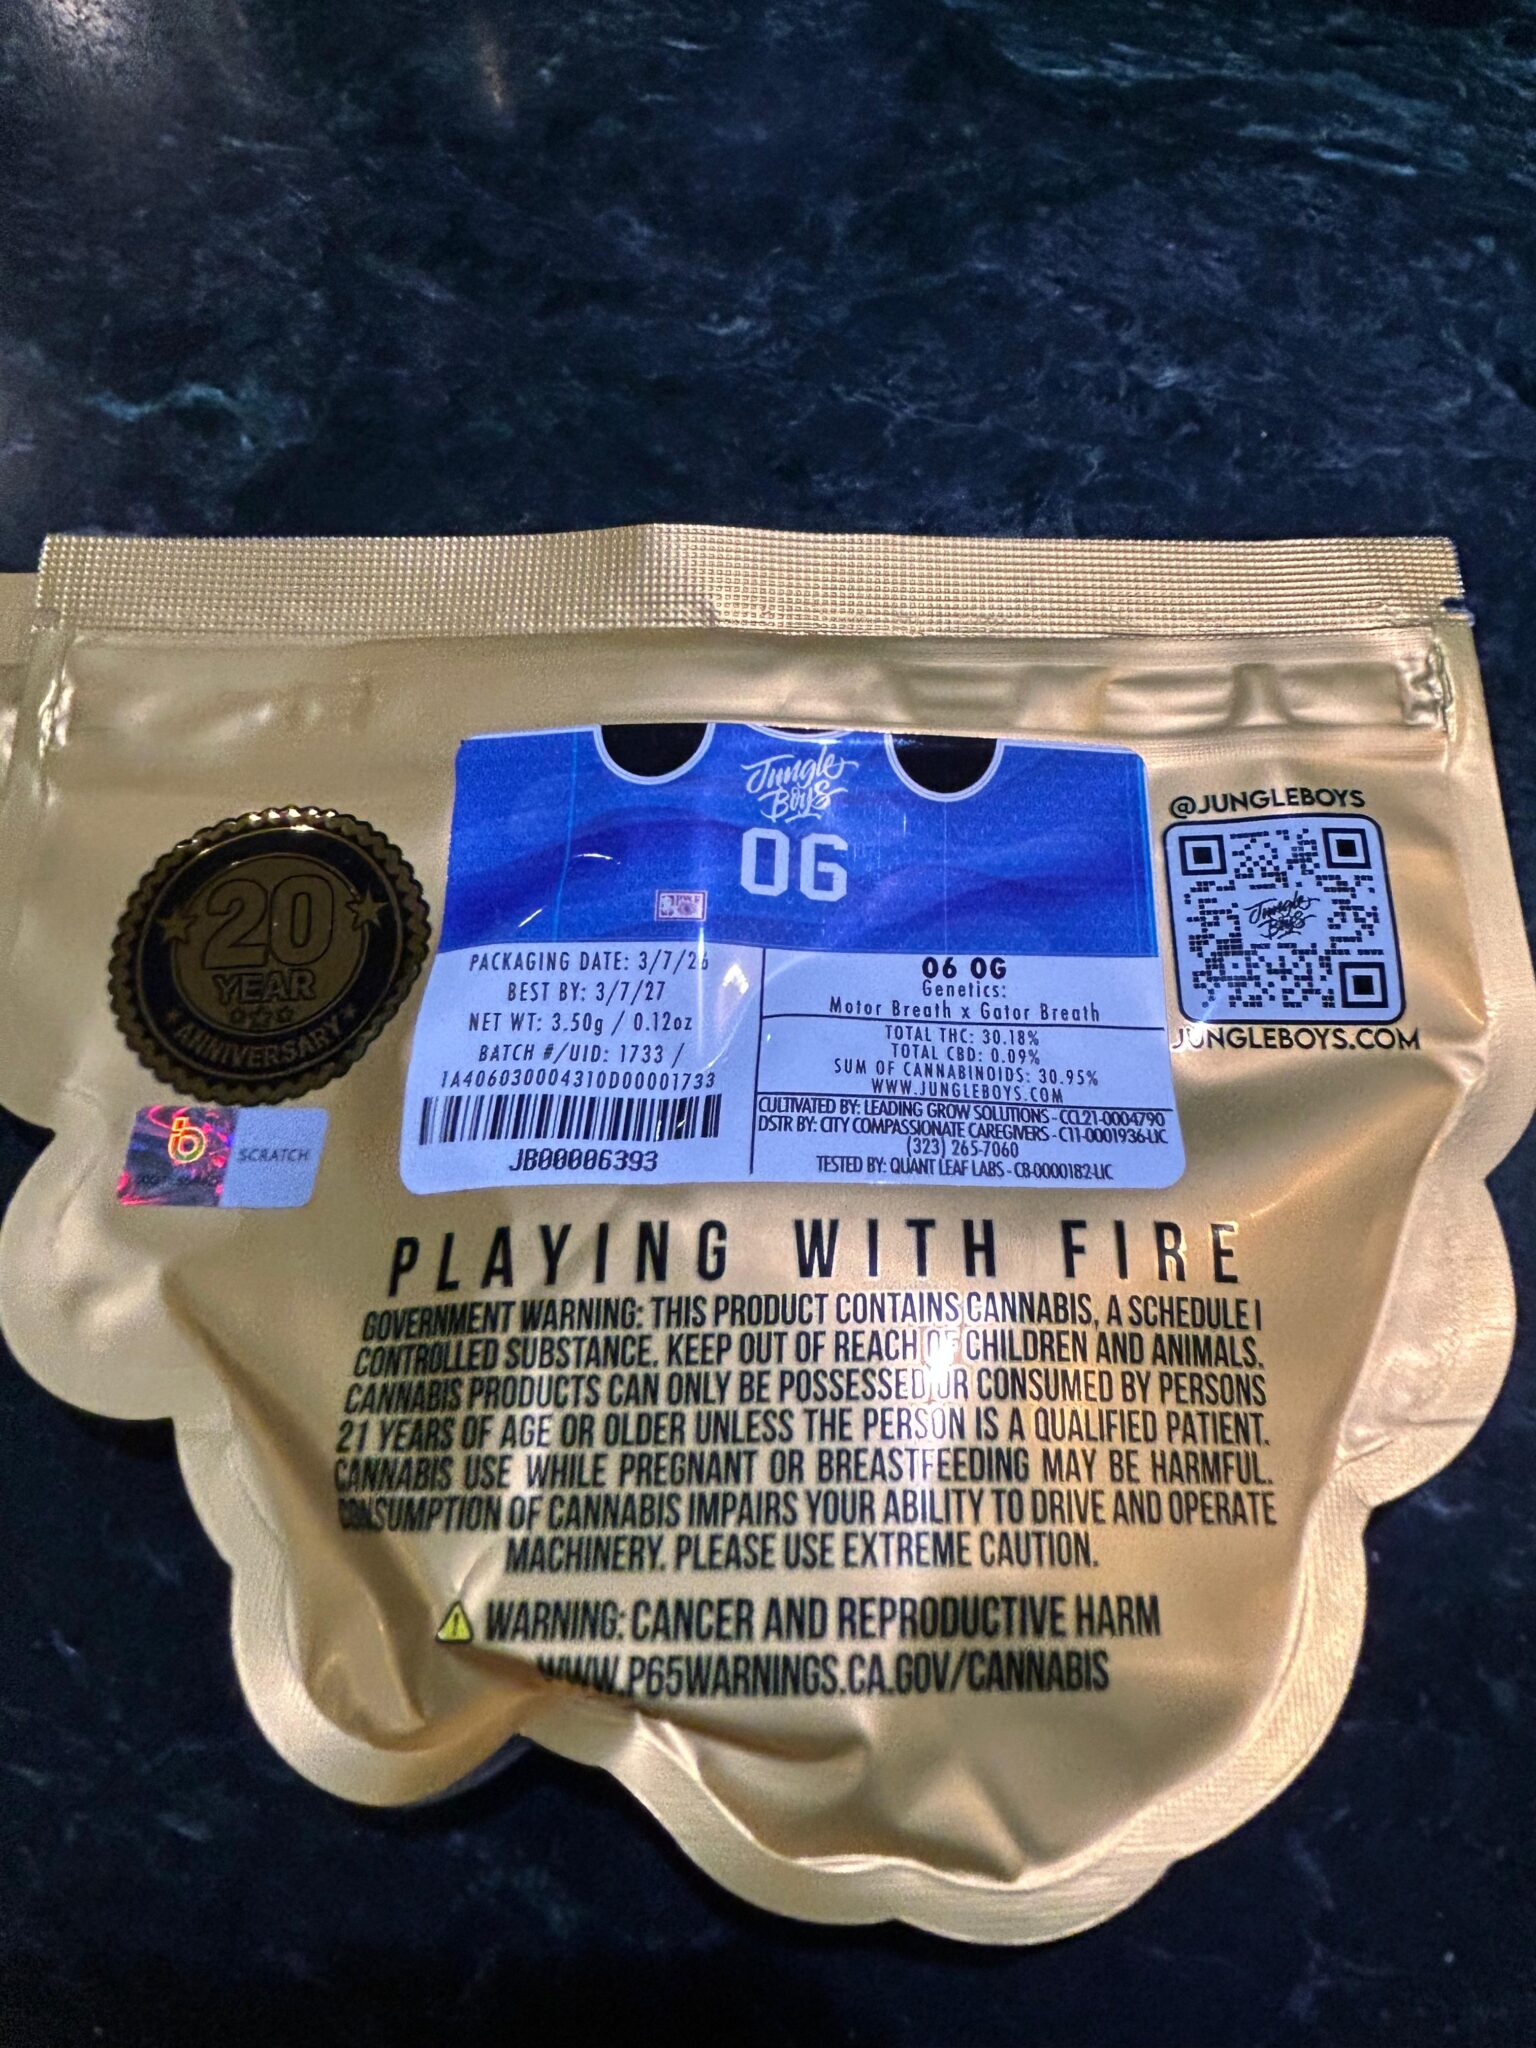 Jungle
Boys
OG
20
YEAR
ANNIVERSARY
SCRATCH
PACKAGING DATE: 3/7/26
BEST BY: 3/7/27
NET WT: 3.50g / 0.12oz
BATCH #/UID: 1733 /
1A406030004310D00001733
JB00006393
06 OG
Genetics:
Motor Breath x Gator Breath
TOTAL THC: 30.18%
TOTAL CBD: 0.09%
SUM OF CANNABINOIDS: 30.95%
WWW.JUNGLEBOYS.COM
CULTIVATED BY: LEADING GROW SOLUTIONS - CCL21-0004790
DSTR BY: CITY COMPASSIONATE CAREGIVERS - C11-0001936-LIC
(323) 265-7060
TESTED BY: QUANT LEAF LABS - C8-0000182-LIC
@JUNGLEBOYS
Jungle
Boys
JUNGLEBOYS.COM
PLAYING WITH FIRE
GOVERNMENT WARNING: THIS PRODUCT CONTAINS CANNABIS, A SCHEDULE I
CONTROLLED SUBSTANCE. KEEP OUT OF REACH OF CHILDREN AND ANIMALS.
CANNABIS PRODUCTS CAN ONLY BE POSSESSED OR CONSUMED BY PERSONS
21 YEARS OF AGE OR OLDER UNLESS THE PERSON IS A QUALIFIED PATIENT.
CANNABIS USE WHILE PREGNANT OR BREASTFEEDING MAY BE HARMFUL.
CONSUMPTION OF CANNABIS IMPAIRS YOUR ABILITY TO DRIVE AND OPERATE
MACHINERY. PLEASE USE EXTREME CAUTION.
WARNING: CANCER AND REPRODUCTIVE HARM
WWW.P65WARNINGS.CA.GOV/CANNABIS